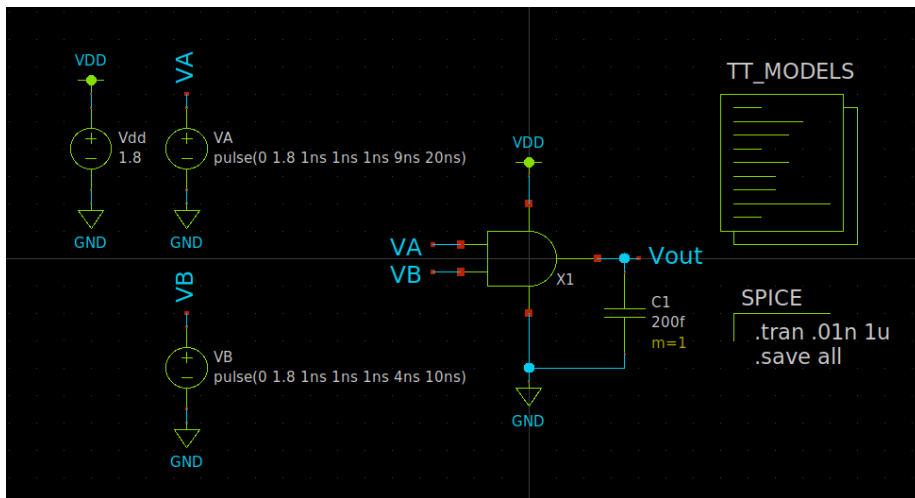 VDD
Vdd
1.8
GND
VA
VA
pulse(0 1.8 1ns 1ns 1ns 9ns 20ns)
GND
VB
VB
pulse(0 1.8 1ns 1ns 1ns 4ns 10ns)
GND
VDD
VA
VB
X1
Vout
C1
200f
m=1
GND
TT_MODELS
SPICE
.tran .01n 1u
.save all